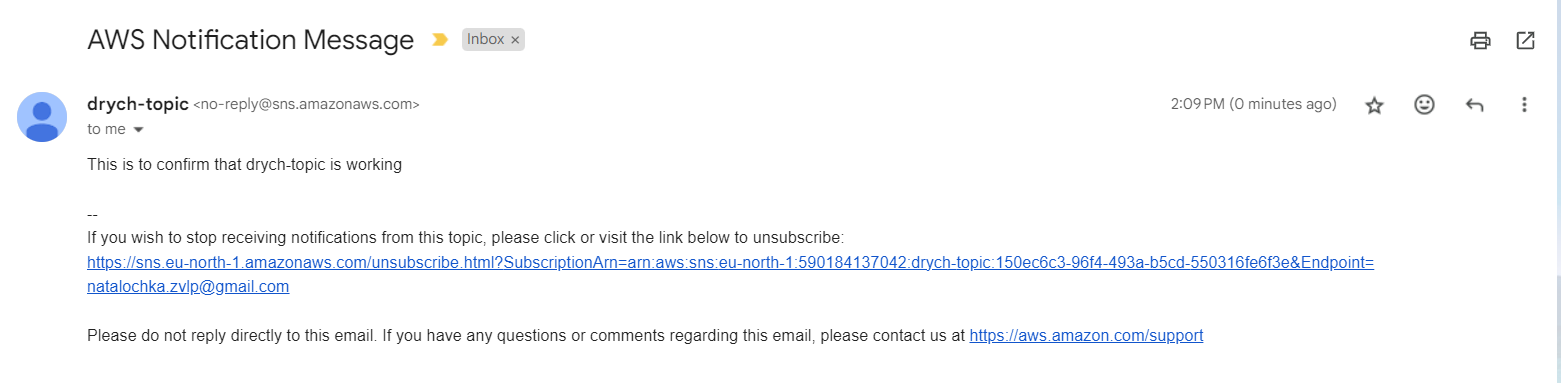 AWS Notification Message Inbox ×
drych-topic <no-reply@sns.amazonaws.com> 2:09 PM (0 minutes ago)
to me
This is to confirm that drych-topic is working
--
If you wish to stop receiving notifications from this topic, please click or visit the link below to unsubscribe:
https://sns.eu-north-1.amazonaws.com/unsubscribe.html?SubscriptionArn=arn:aws:sns:eu-north-1:590184137042:drych-topic:150ec6c3-96f4-493a-b5cd-550316fe6f3e&Endpoint=
natalochka.zvlp@gmail.com
Please do not reply directly to this email. If you have any questions or comments regarding this email, please contact us at https://aws.amazon.com/support